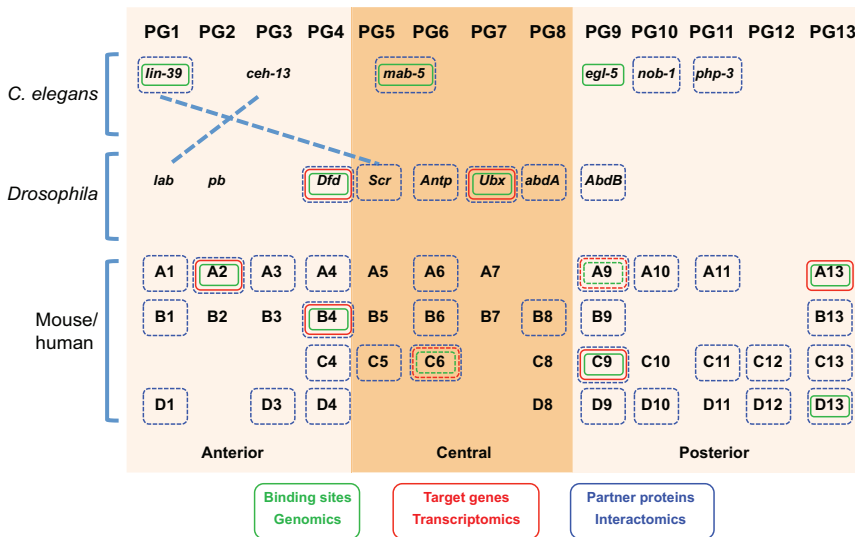 PG1 PG2 PG3 PG4 PG5 PG6 PG7 PG8 PG9 PG10 PG11 PG12 PG13
C. elegans lin-39 ceh-13 mab-5 egl-5 nob-1 php-3
Drosophila lab pb Dfd Scr Antp Ubx abdA AbdB
A1 A2 A3 A4 A5 A6 A7 A9 A10 A11 A13
Mouse/
human
B1 B2 B3 B4 B5 B6 B7 B8 B9 B13
C4 C5 C6 C8 C9 C10 C11 C12 C13
D1 D3 D4 D8 D9 D10 D11 D12 D13
Anterior Central Posterior
Binding sites
Genomics
Target genes
Transcriptomics
Partner proteins
Interactomics